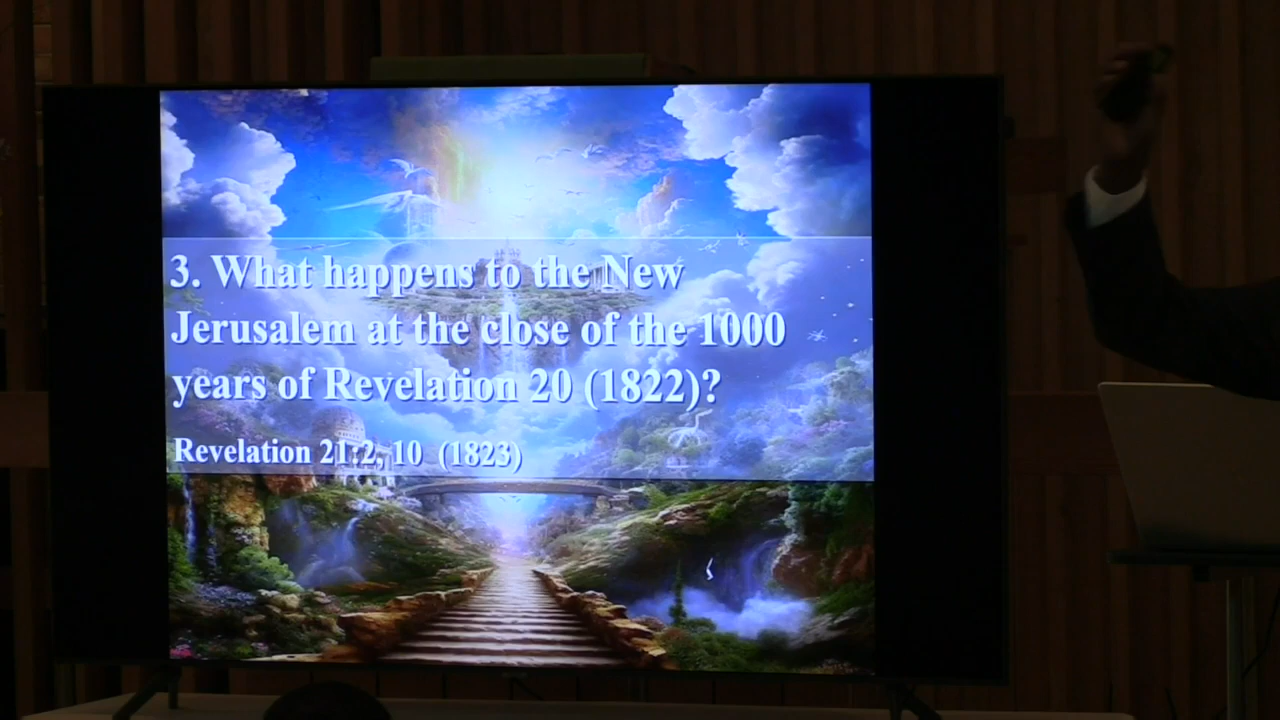 3. What happens to the New
Jerusalem at the close of the 1000
years of Revelation 20 (1822)?
Revelation 21:2, 10 (1823)